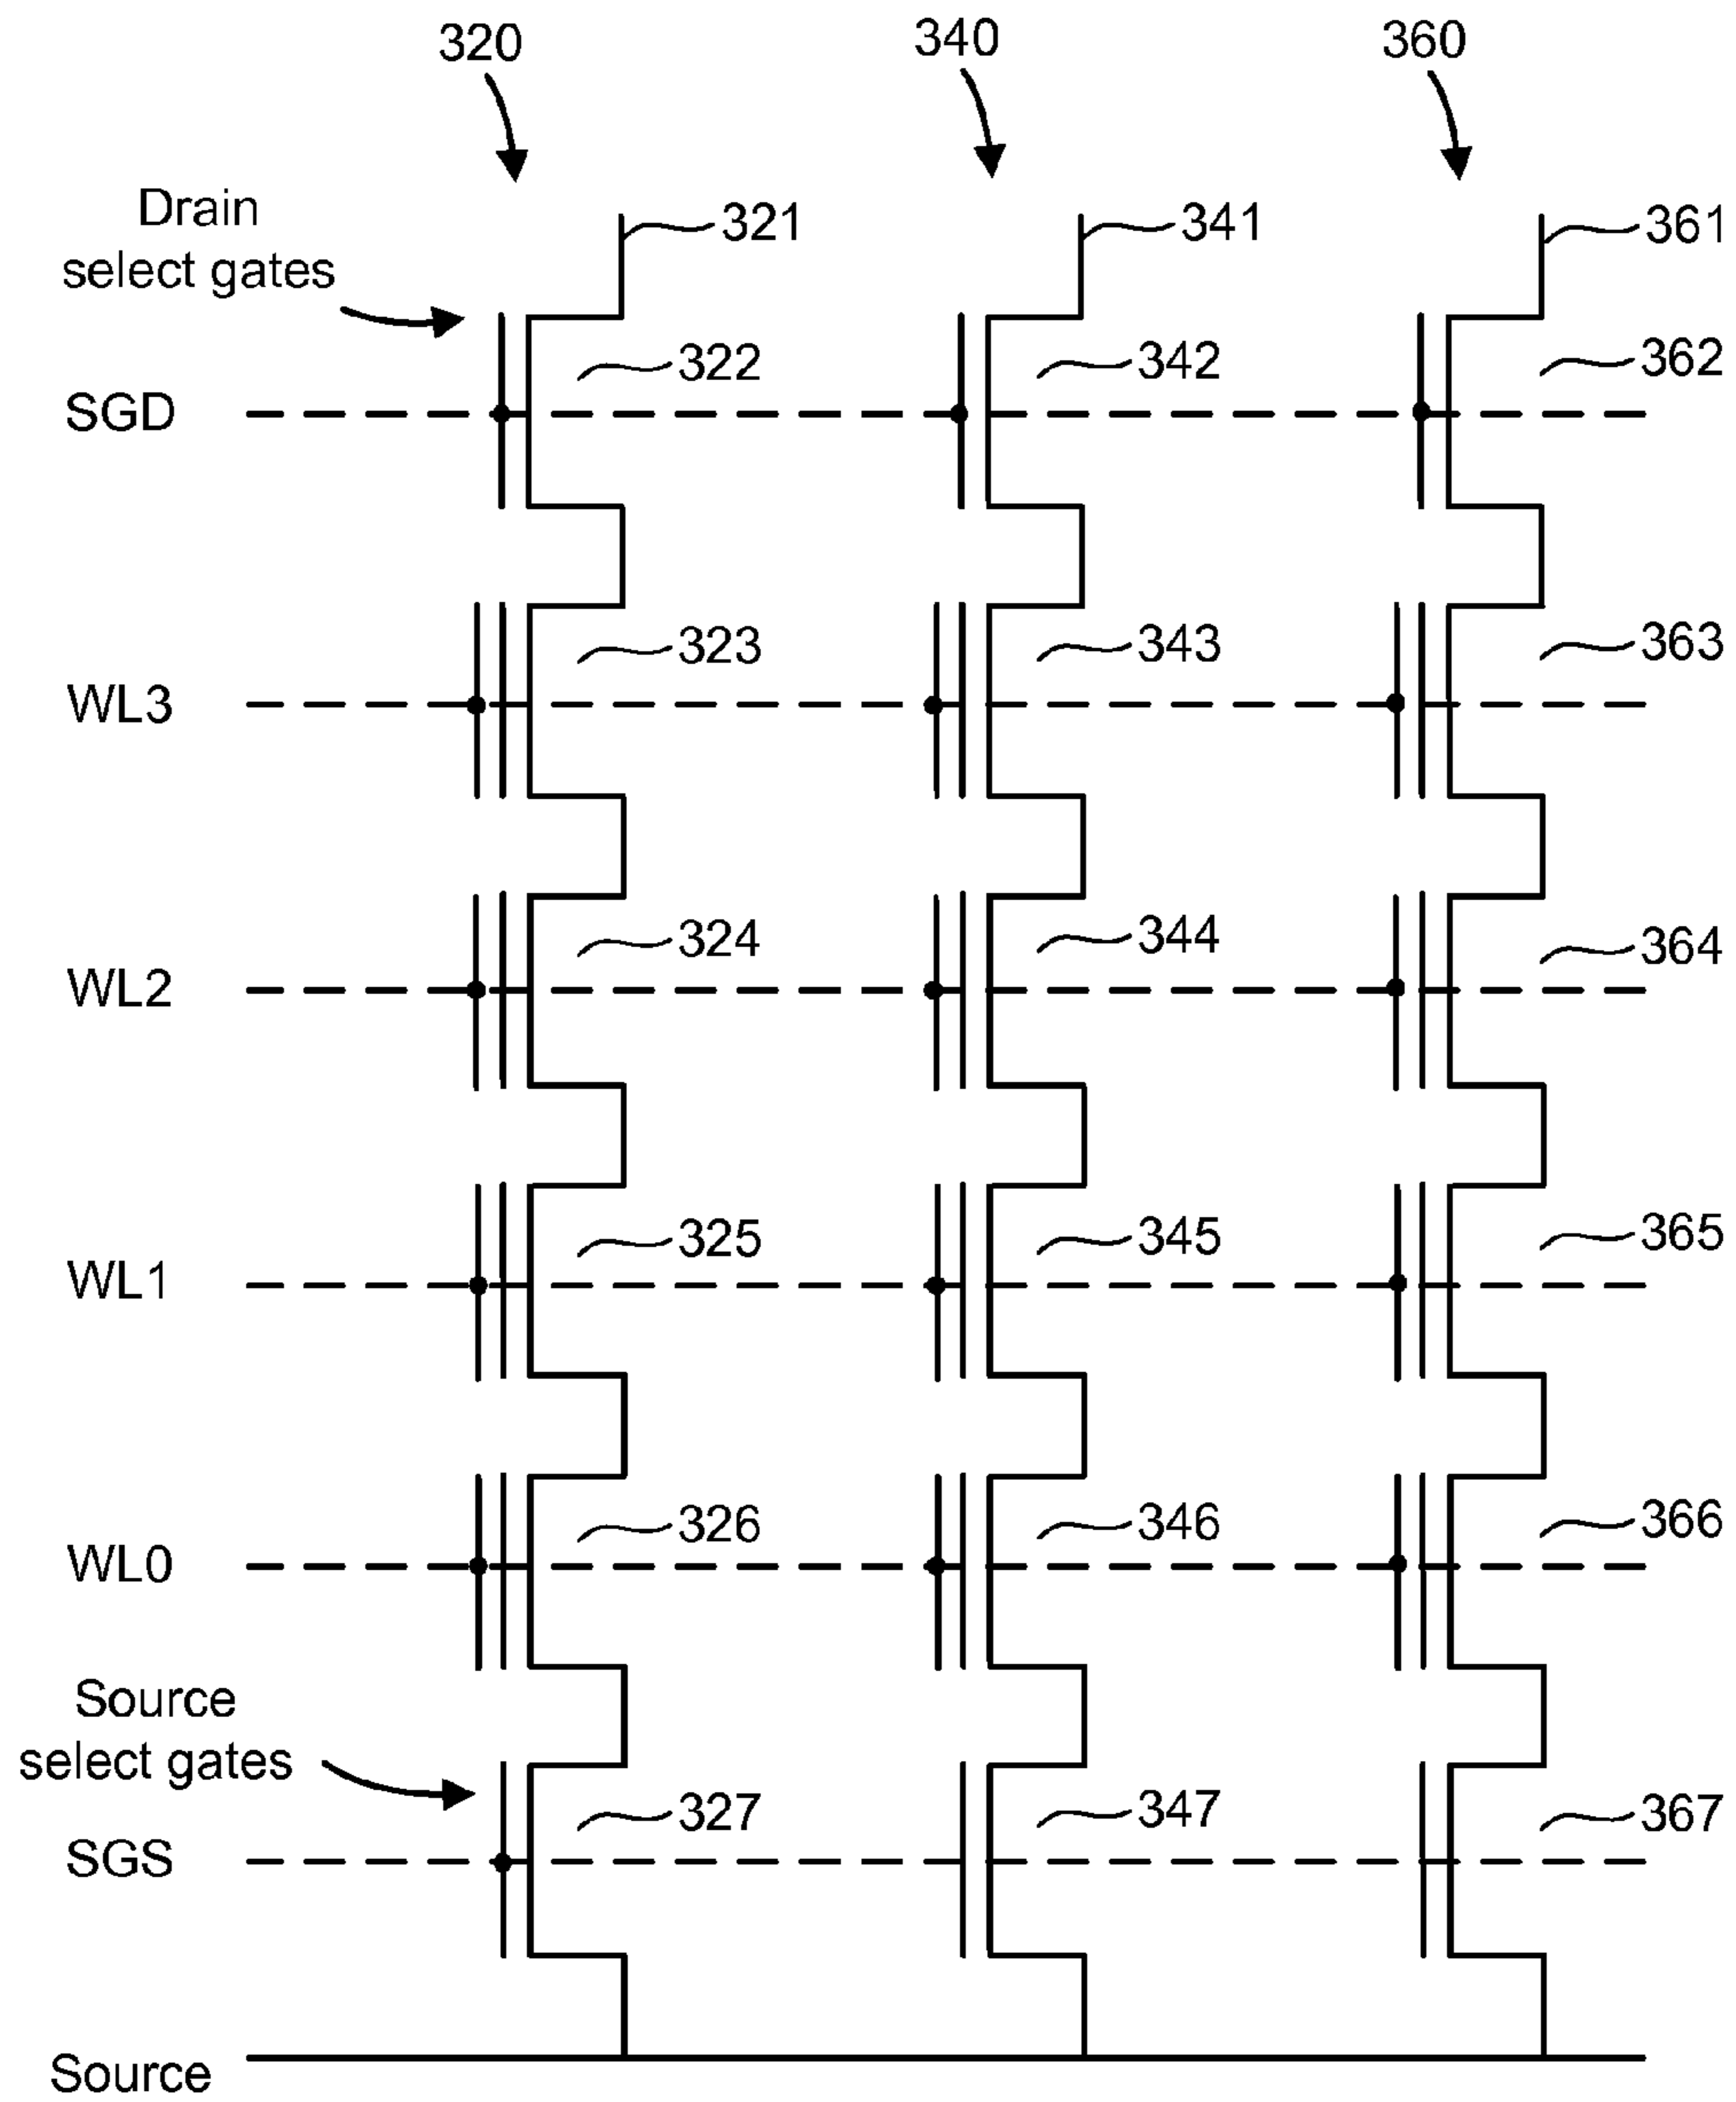 320 340 360
Drain
select gates
321 341 361
322 342 362
SGD
323 343 363
WL3
324 344 364
WL2
325 345 365
WL1
326 346 366
WL0
Source
select gates
327 347 367
SGS
Source